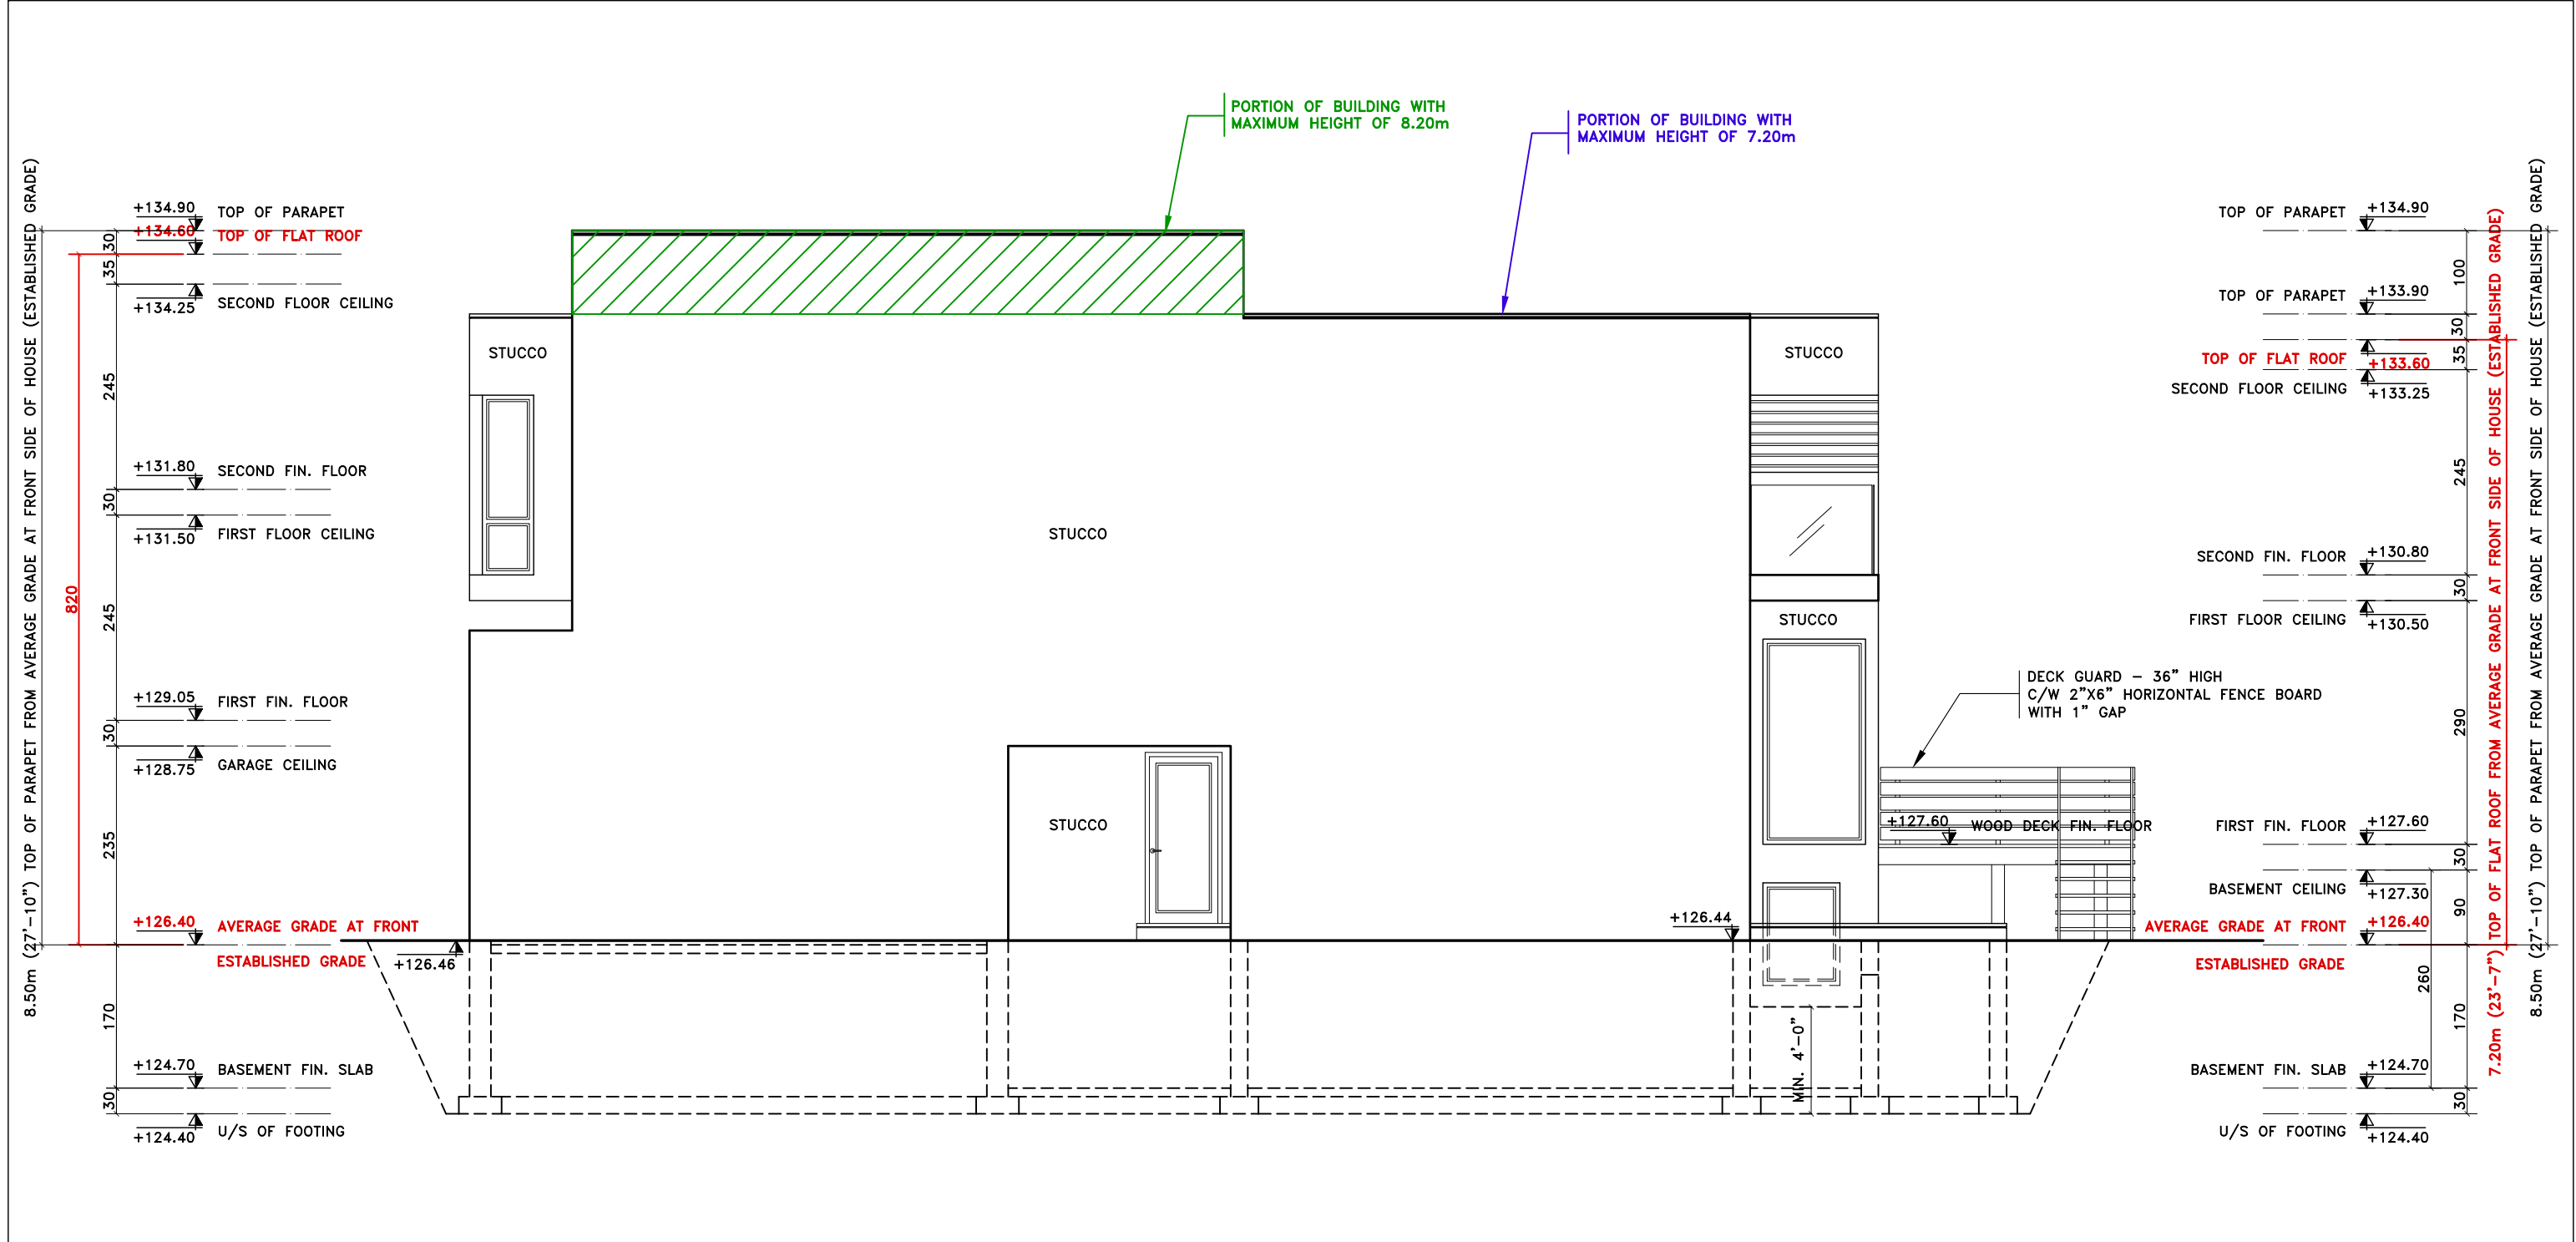 PORTION OF BUILDING WITH
MAXIMUM HEIGHT OF 8.20m
PORTION OF BUILDING WITH
MAXIMUM HEIGHT OF 7.20m
8.50m (27'-10") TOP OF PARAPET FROM AVERAGE GRADE AT FRONT SIDE OF HOUSE (ESTABLISHED GRADE)
820
30
35
245
30
245
30
235
170
30
+134.90 TOP OF PARAPET
+134.60 TOP OF FLAT ROOF
SECOND FLOOR CEILING
+134.25
+131.80 SECOND FIN. FLOOR
FIRST FLOOR CEILING
+131.50
+129.05 FIRST FIN. FLOOR
GARAGE CEILING
+128.75
+126.40 AVERAGE GRADE AT FRONT
ESTABLISHED GRADE
+126.46
+124.70 BASEMENT FIN. SLAB
U/S OF FOOTING
+124.40
STUCCO
STUCCO
STUCCO
STUCCO
STUCCO
+126.44
MIN. 4'-0"
DECK GUARD – 36" HIGH
C/W 2"X6" HORIZONTAL FENCE BOARD
WITH 1" GAP
+127.60 WOOD DECK FIN. FLOOR
TOP OF PARAPET +134.90
TOP OF PARAPET +133.90
TOP OF FLAT ROOF +133.60
SECOND FLOOR CEILING +133.25
SECOND FIN. FLOOR +130.80
FIRST FLOOR CEILING +130.50
FIRST FIN. FLOOR +127.60
BASEMENT CEILING +127.30
AVERAGE GRADE AT FRONT +126.40
ESTABLISHED GRADE
BASEMENT FIN. SLAB +124.70
U/S OF FOOTING +124.40
100
30
35
245
30
290
30
90
260
170
30
7.20m (23'-7") TOP OF FLAT ROOF FROM AVERAGE GRADE AT FRONT SIDE OF HOUSE (ESTABLISHED GRADE)
8.50m (27'-10") TOP OF PARAPET FROM AVERAGE GRADE AT FRONT SIDE OF HOUSE (ESTABLISHED GRADE)